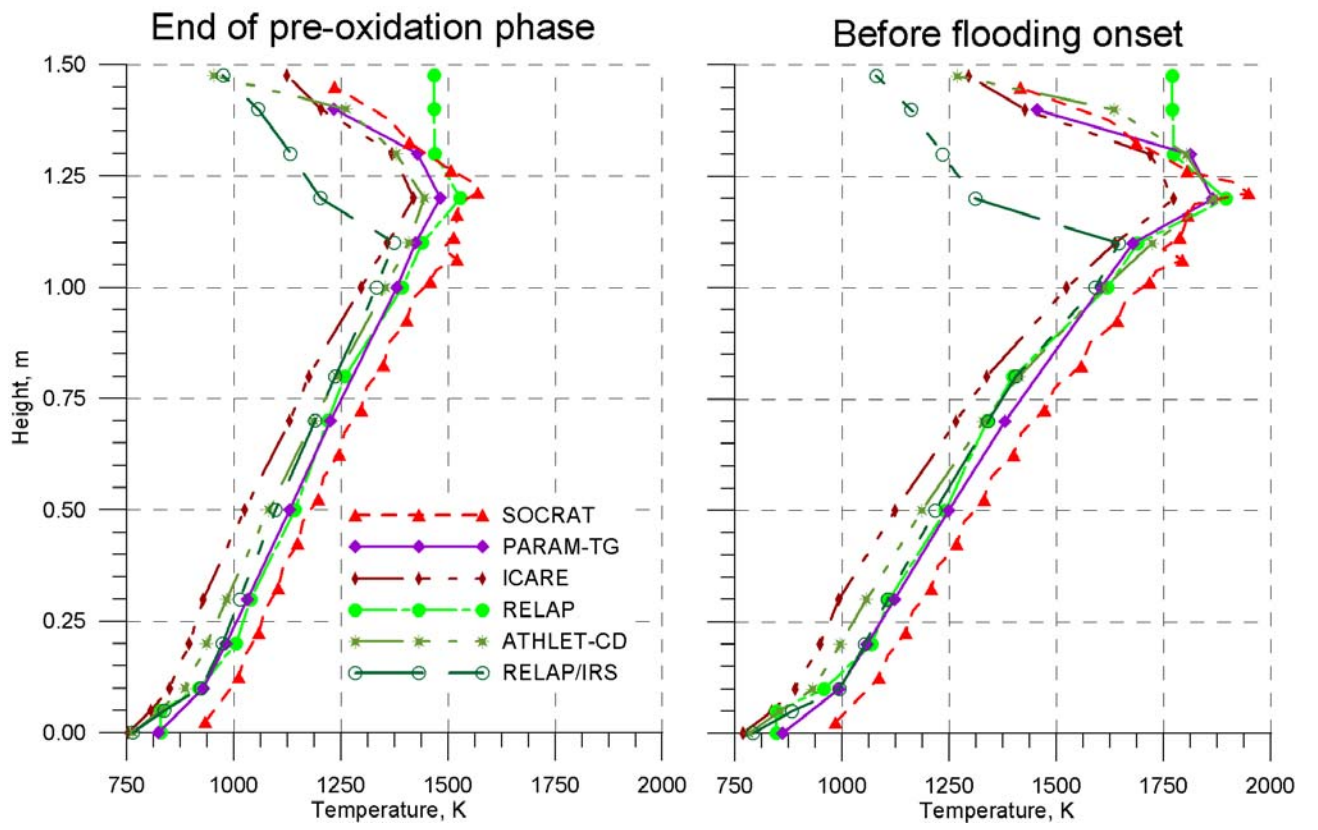 End of pre-oxidation phase
Before flooding onset
1.50
1.25
1.00
0.75
0.50
0.25
0.00
Height, m
SOCRAT
PARAM-TG
ICARE
RELAP
ATHLET-CD
RELAP/IRS
750 1000 1250 1500 1750 2000
Temperature, K
750 1000 1250 1500 1750 2000
Temperature, K